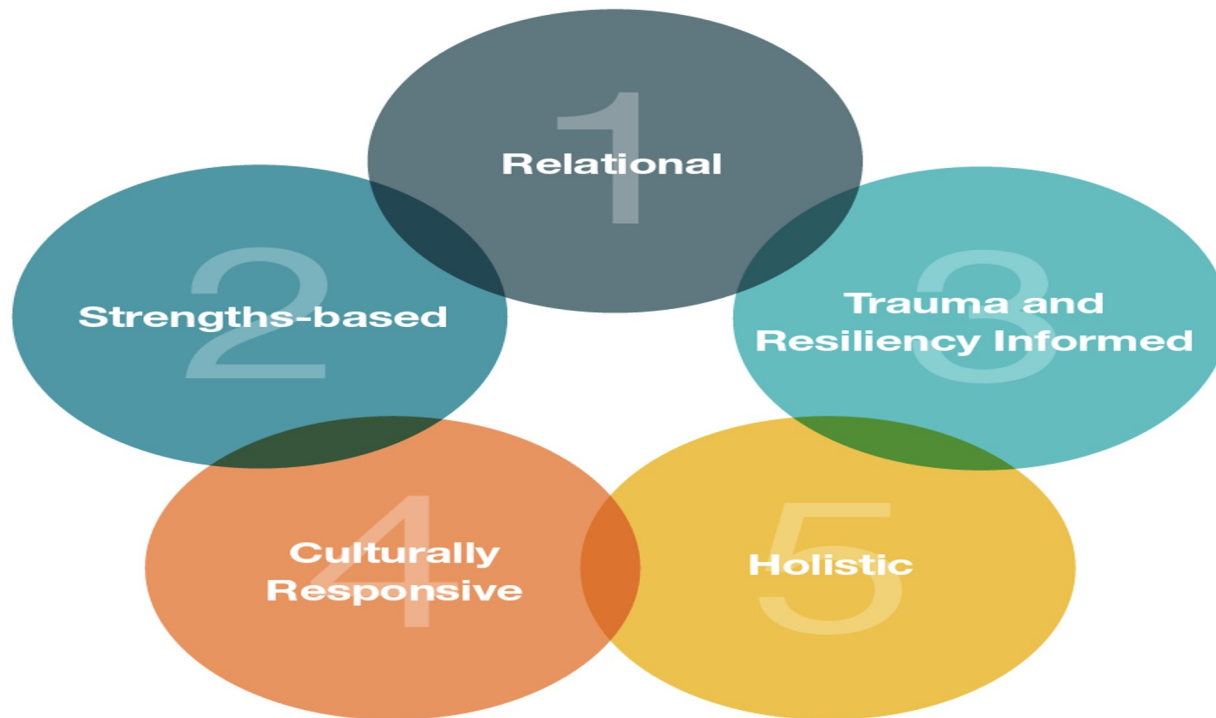 1
Relational
2
Strengths-based
3
Trauma and
Resiliency Informed
4
Culturally
Responsive
5
Holistic